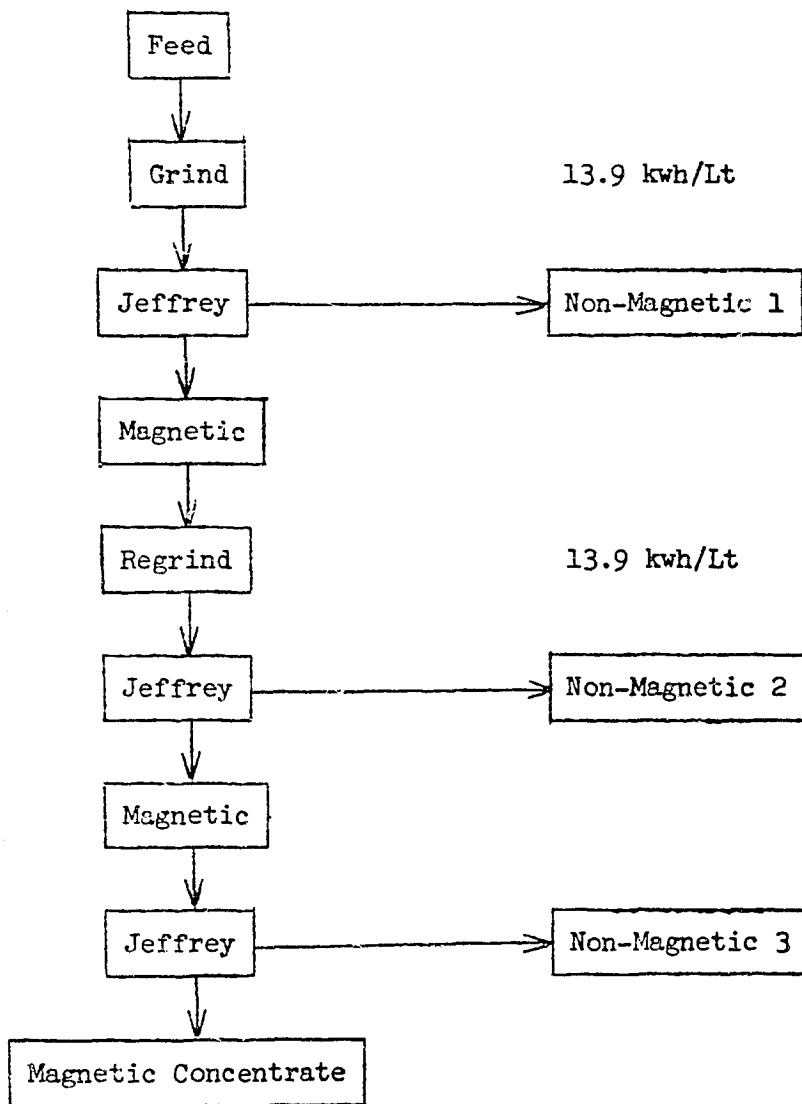 Feed
Grind
13.9 kwh/Lt
Jeffrey
Non-Magnetic 1
Magnetic
Regrind
13.9 kwh/Lt
Jeffrey
Non-Magnetic 2
Magnetic
Jeffrey
Non-Magnetic 3
Magnetic Concentrate